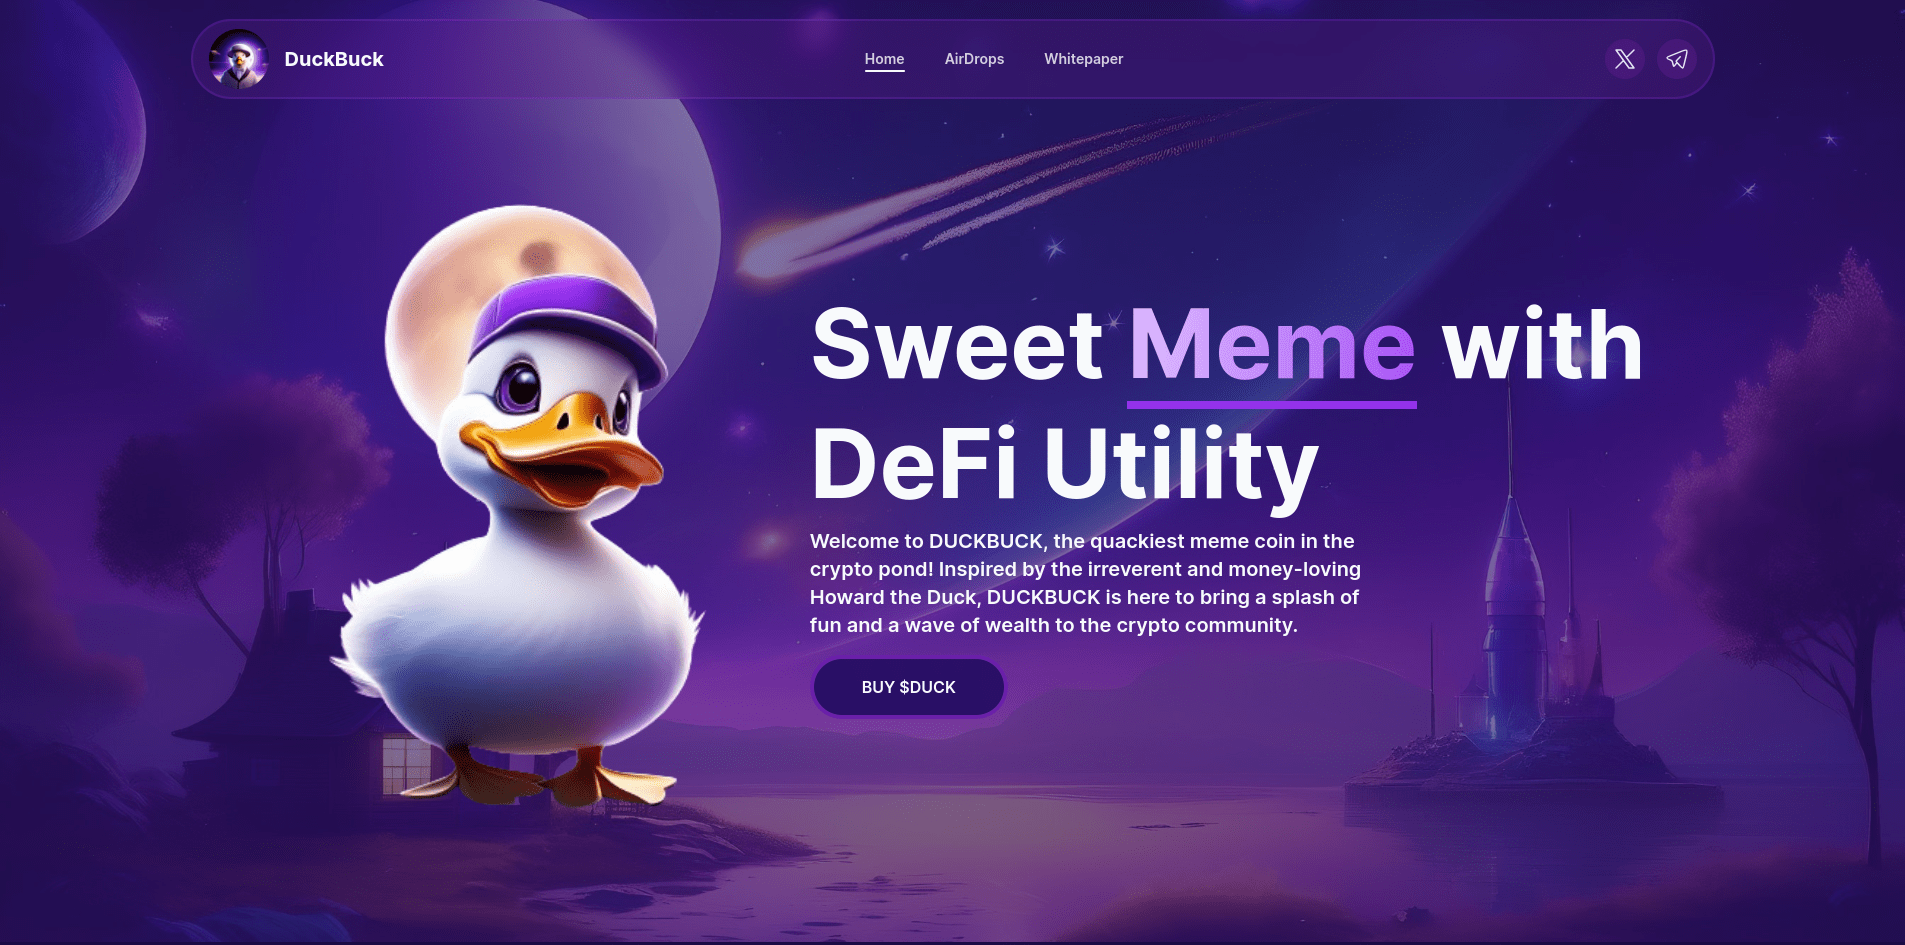 DuckBuck
Home
AirDrops
Whitepaper
Sweet Meme with
DeFi Utility
Welcome to DUCKBUCK, the quackiest meme coin in the
crypto pond! Inspired by the irreverent and money-loving
Howard the Duck, DUCKBUCK is here to bring a splash of
fun and a wave of wealth to the crypto community.
BUY $DUCK